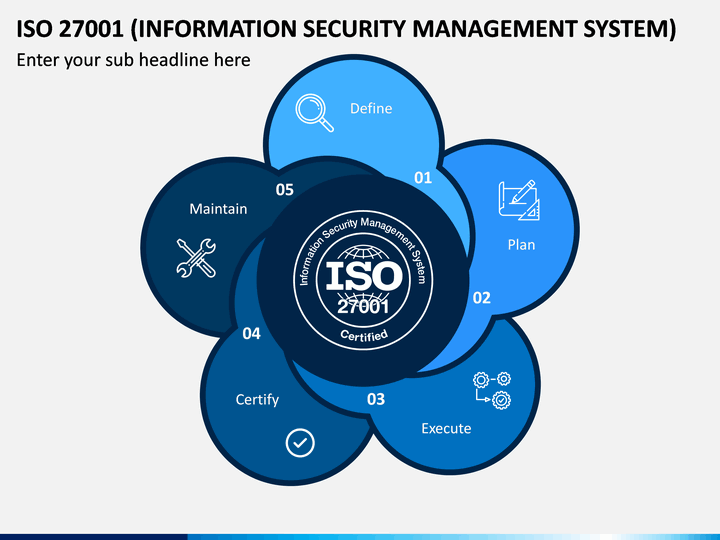 ISO 27001 (INFORMATION SECURITY MANAGEMENT SYSTEM)
Enter your sub headline here
Define
01
Plan
02
Execute
03
Certify
04
Maintain
05
Information Security Management System
ISO
27001
Certified